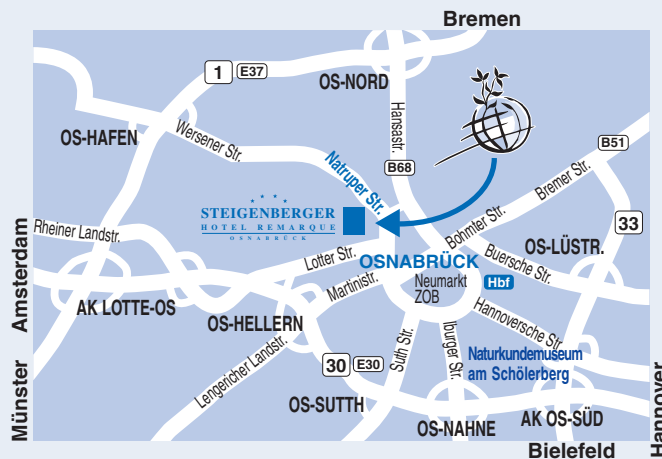 Bremen
1 E37
OS-NORD
OS-HAFEN
Wersener Str.
Hansastr.
B68
B51
Natruper Str.
Bremer Str.
★ ★ ★ ★
STEIGENBERGER
HOTEL REMARQUE
OSNABRÜCK
33
Rheiner Landstr.
Lotter Str.
Bohmter Str.
OS-LÜSTR.
OSNABRÜCK
Buersche Str.
Martinistr.
Neumarkt
ZOB
Hbf
Amsterdam
AK LOTTE-OS
OS-HELLERN
Hannoversche Str.
Lengericher Landstr.
30 E30
Suth Str.
Iburger Str.
Naturkundemuseum
am Schölerberg
Münster
OS-SUTTH
OS-NAHNE
AK OS-SÜD
Hannover
Bielefeld